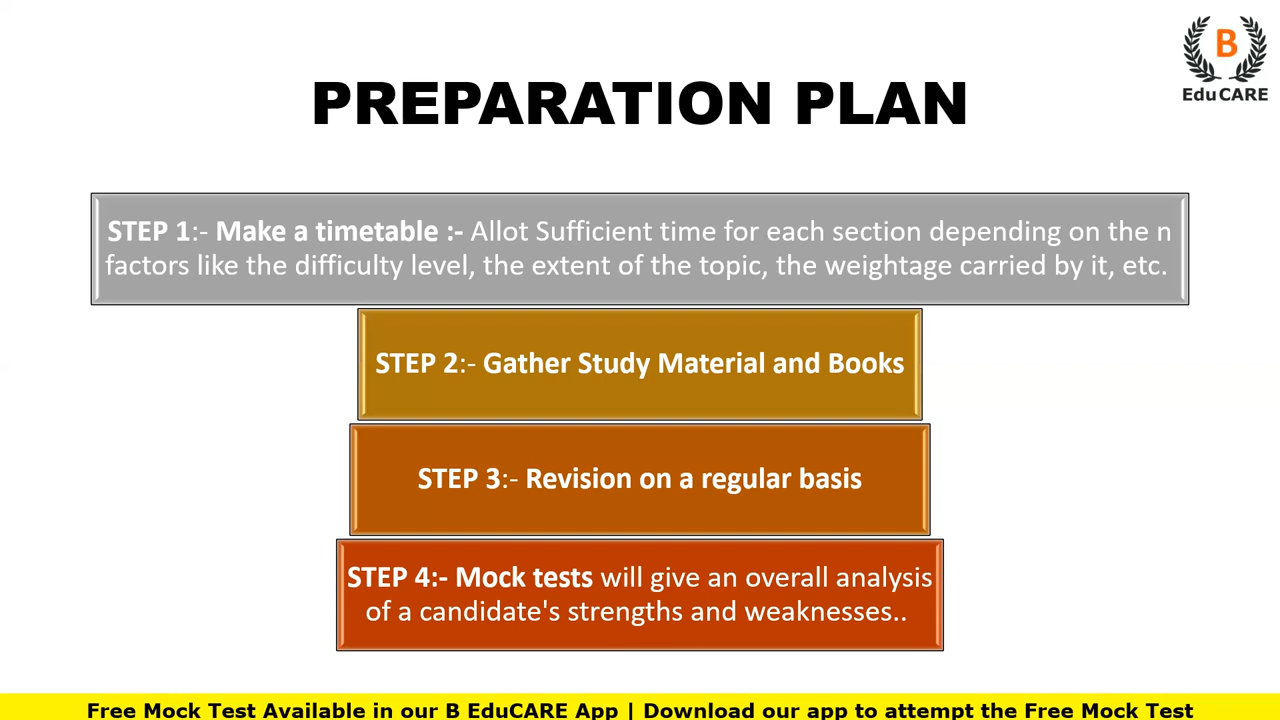 B
EduCARE
PREPARATION PLAN
STEP 1:- Make a timetable :- Allot Sufficient time for each section depending on the n
factors like the difficulty level, the extent of the topic, the weightage carried by it, etc.
STEP 2:- Gather Study Material and Books
STEP 3:- Revision on a regular basis
STEP 4:- Mock tests will give an overall analysis
of a candidate's strengths and weaknesses..
Free Mock Test Available in our B EduCARE App | Download our app to attempt the Free Mock Test